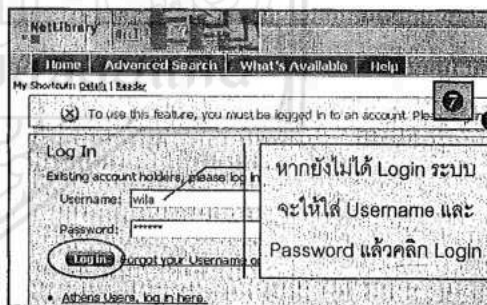 NetLibrary
Home Advanced Search What's Available Help
My Shortcuts: Details | Reader
7
To use this feature, you must be logged in to an account.
Log In
Existing account holders, please log in
Username: wila
Password: ******
Log In Forgot your Username or
Athens Users, log in here.
หากยังไม่ได้ Login ระบบ
จะให้ใส่ Username และ
Password แล้วคลิก Login